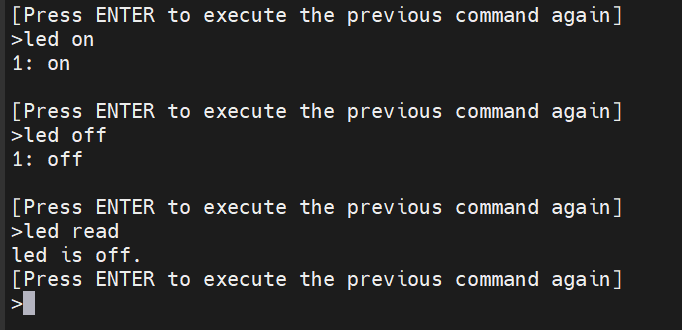 [Press ENTER to execute the previous command again]
>led on
1: on
[Press ENTER to execute the previous command again]
>led off
1: off
[Press ENTER to execute the previous command again]
>led read
led is off.
[Press ENTER to execute the previous command again]
>